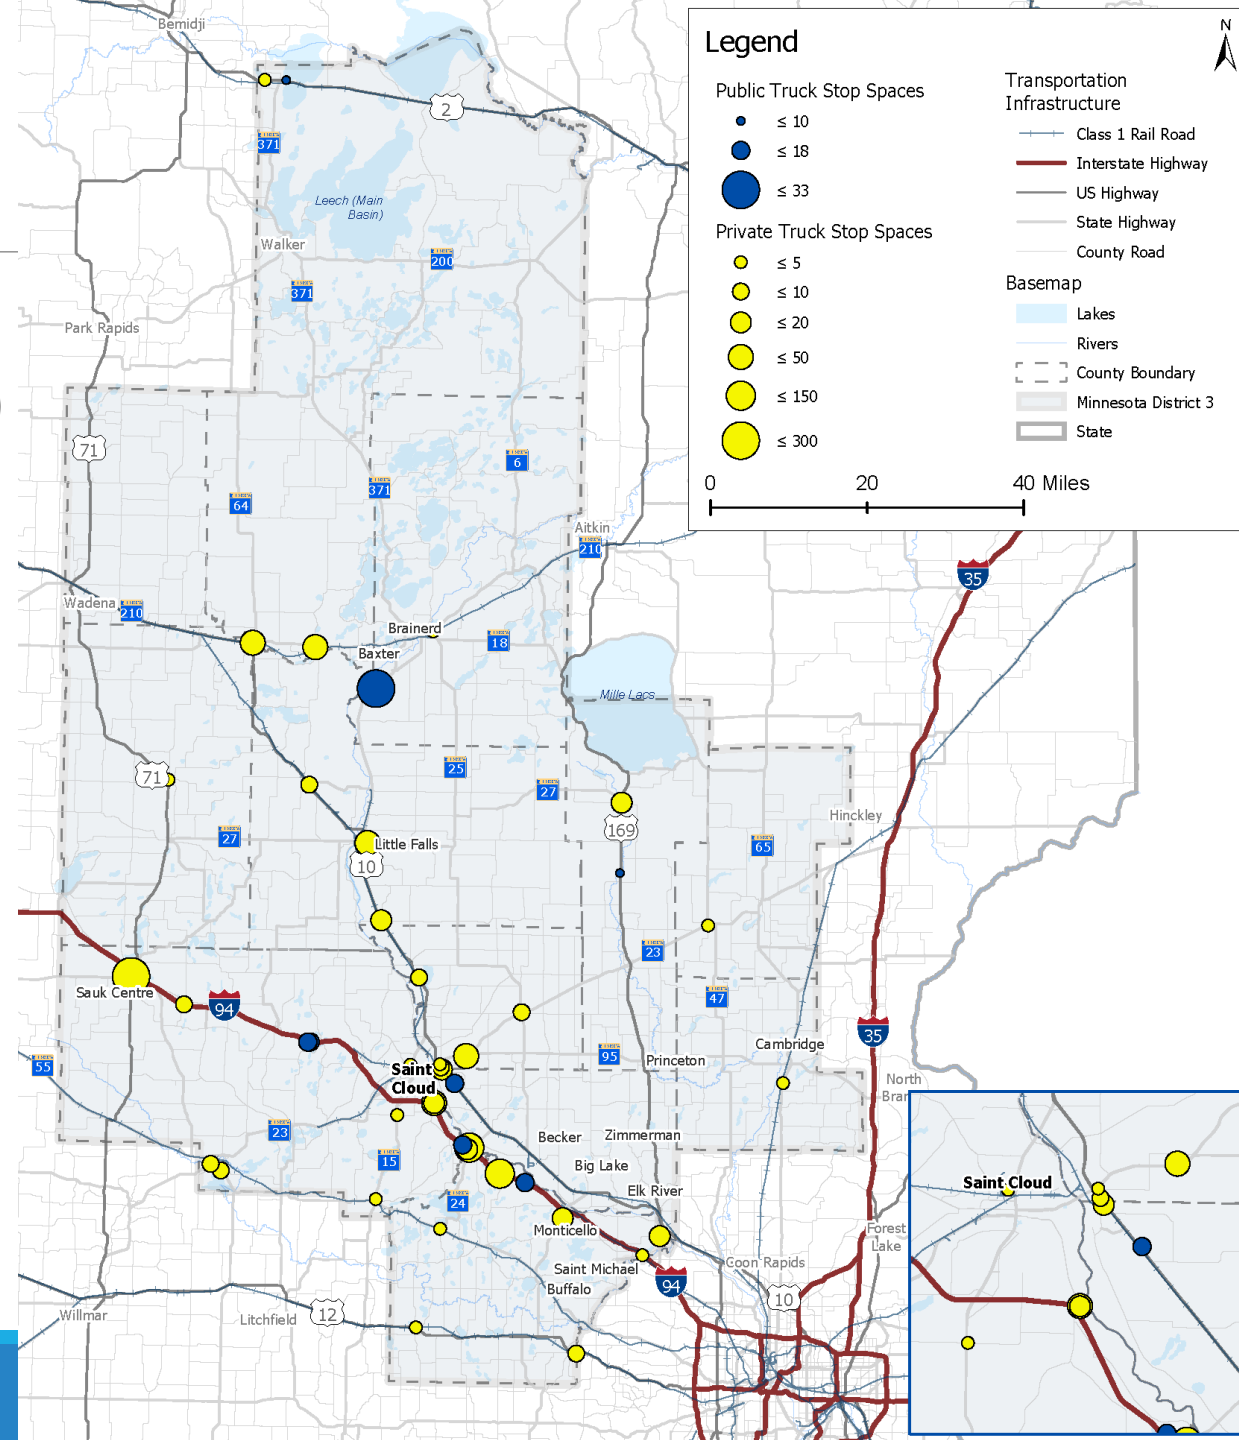 Legend
N
Public Truck Stop Spaces
≤ 10
≤ 18
≤ 33
Private Truck Stop Spaces
≤ 5
≤ 10
≤ 20
≤ 50
≤ 150
≤ 300
Transportation
Infrastructure
Class 1 Rail Road
Interstate Highway
US Highway
State Highway
County Road
Basemap
Lakes
Rivers
County Boundary
Minnesota District 3
State
0 20 40 Miles
Bemidji
2
371
Leech (Main
Basin)
Walker
200
371
Park Rapids
71
6
64
371
Aitkin
210
35
Wadena
210
Brainerd
18
Baxter
Mille Lacs
71
25
27
27
169
65
Hinckley
Little Falls
10
23
Sauk Centre
94
47
35
55
95
Princeton
Cambridge
Saint
Cloud
North
Bran
23
15
Becker
Zimmerman
Big Lake
24
Elk River
Monticello
Forest
Lake
Saint Michael
Buffalo
94
Coon Rapids
10
Willmar
Litchfield
12
Saint Cloud